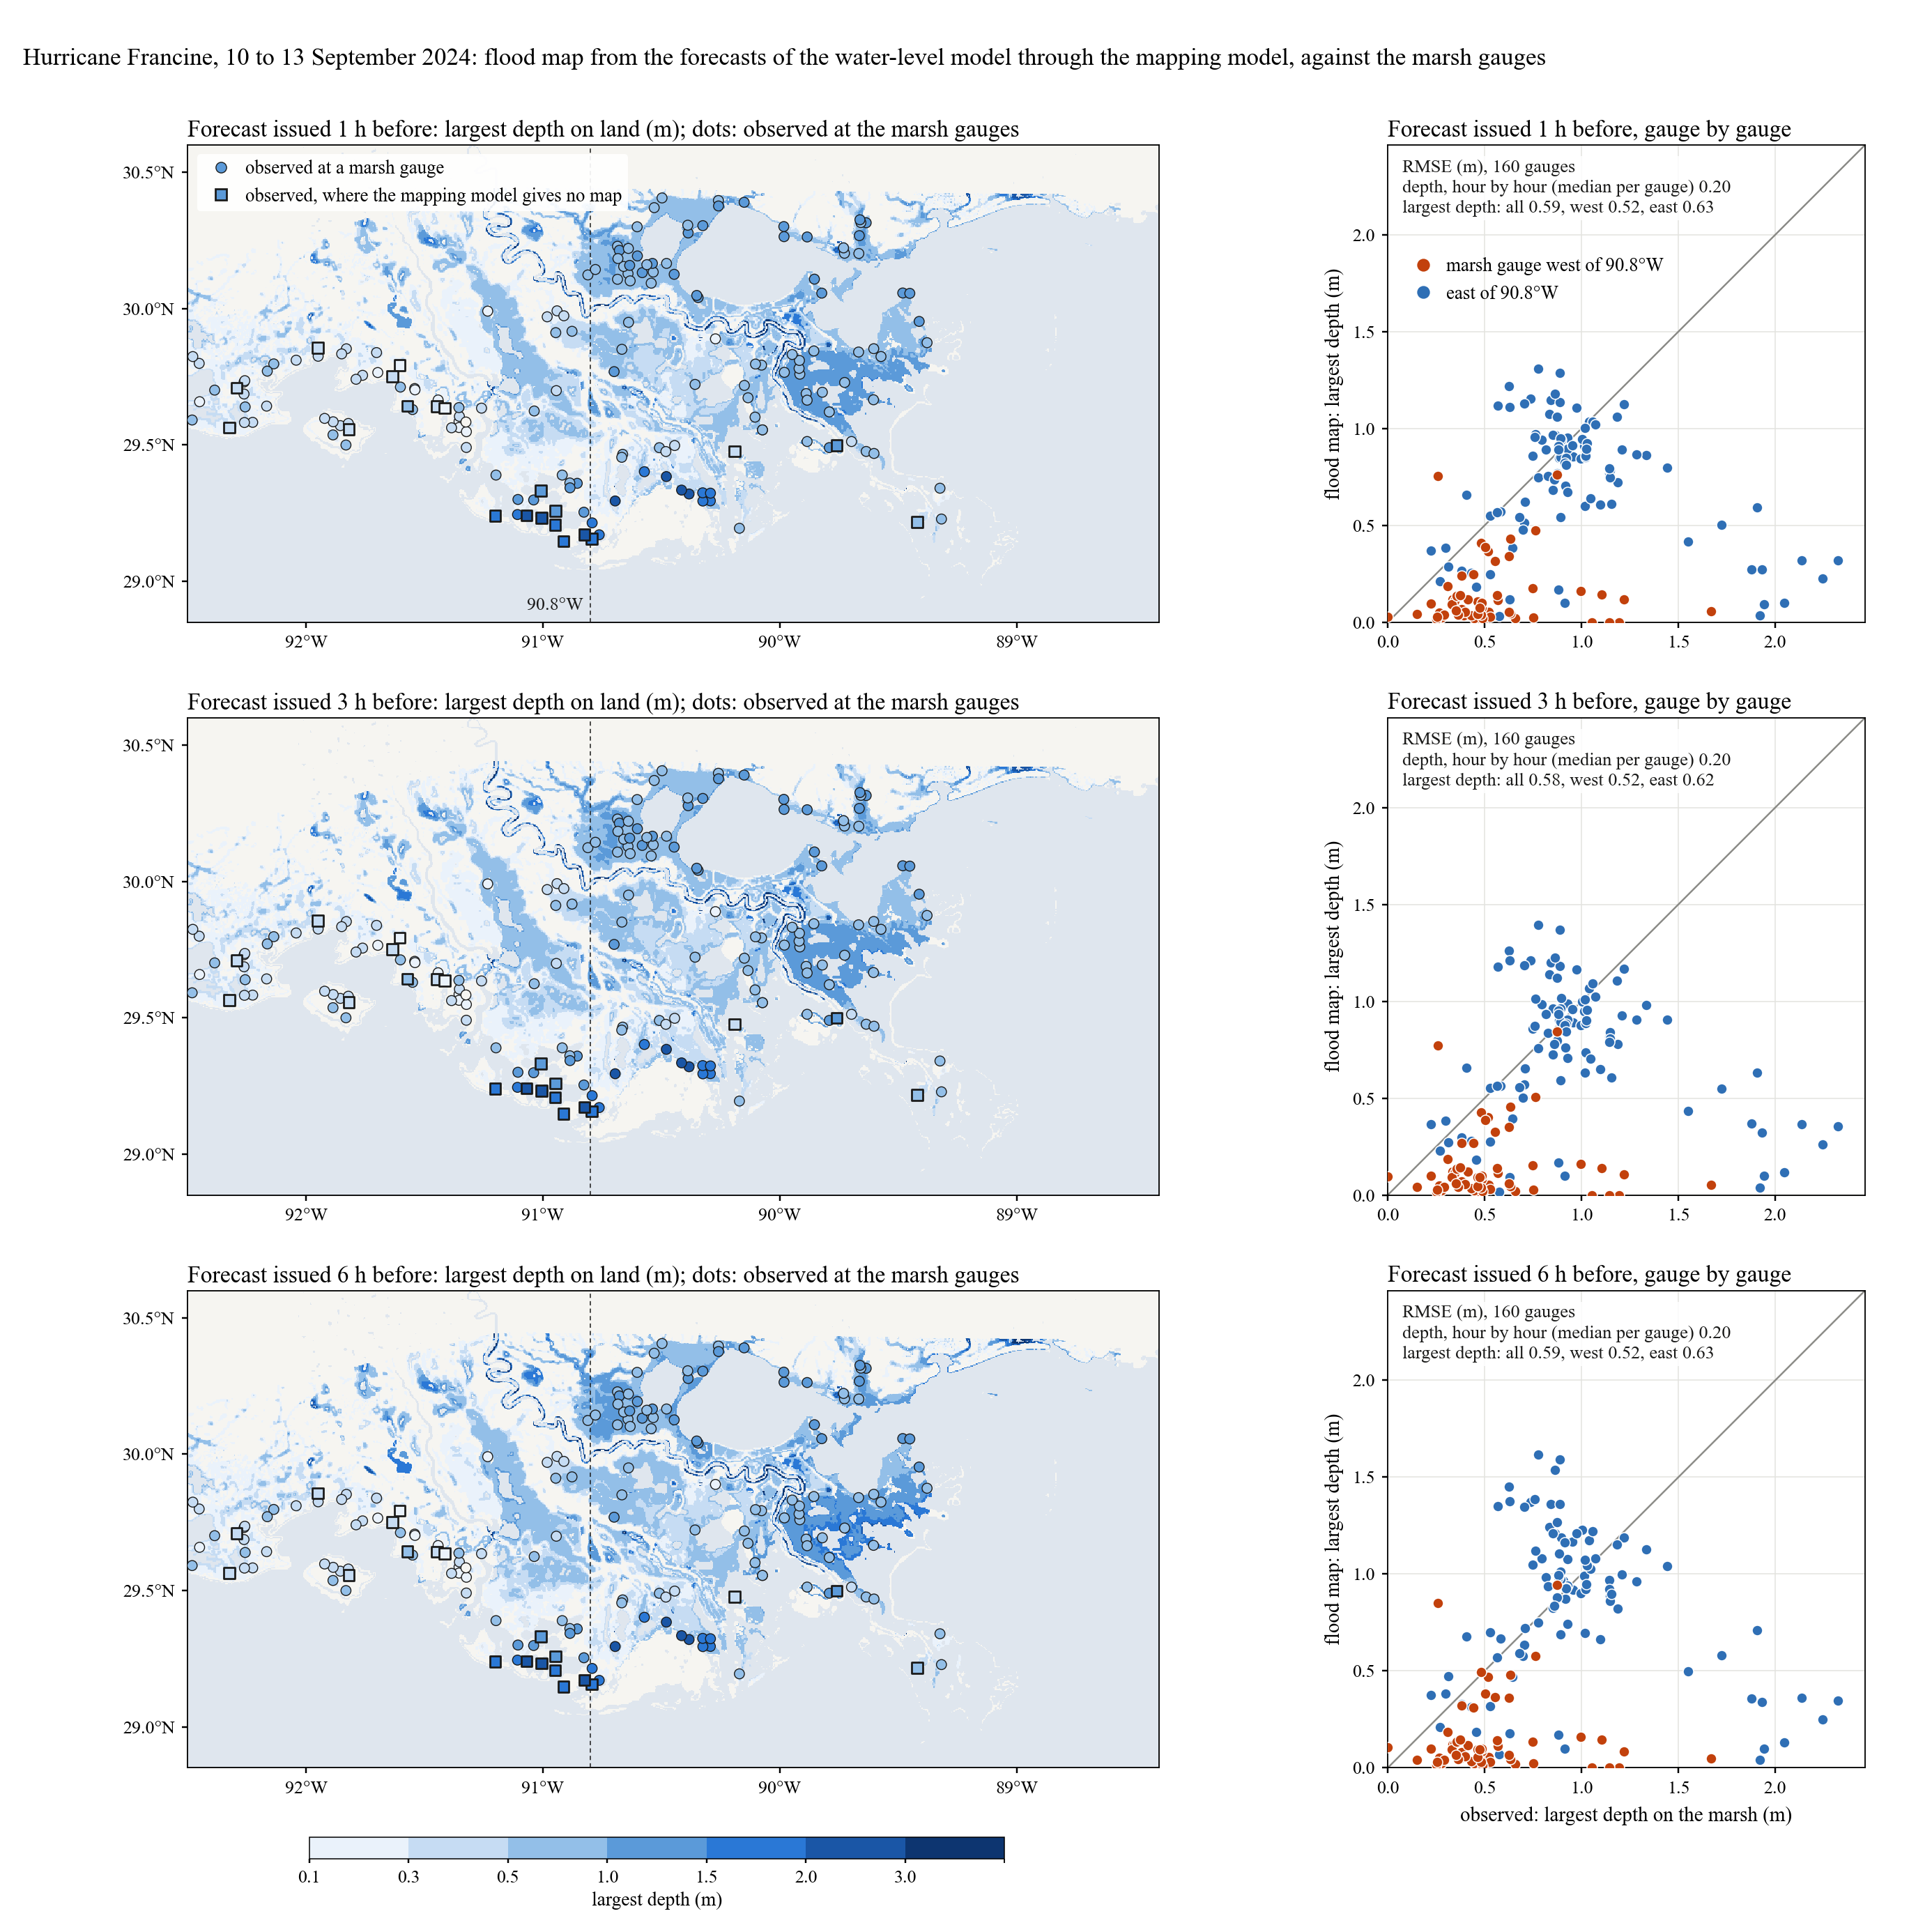 Hurricane Francine, 10 to 13 September 2024: flood map from the forecasts of the water-level model through the mapping model, against the marsh gauges
Forecast issued 1 h before: largest depth on land (m); dots: observed at the marsh gauges
observed at a marsh gauge
observed, where the mapping model gives no map
30.5°N
30.0°N
29.5°N
29.0°N
90.8°W
92°W
91°W
90°W
89°W
Forecast issued 1 h before, gauge by gauge
RMSE (m), 160 gauges
depth, hour by hour (median per gauge) 0.20
largest depth: all 0.59, west 0.52, east 0.63
marsh gauge west of 90.8°W
east of 90.8°W
flood map: largest depth (m)
2.0
1.5
1.0
0.5
0.0
0.0
0.5
1.0
1.5
2.0
Forecast issued 3 h before: largest depth on land (m); dots: observed at the marsh gauges
30.5°N
30.0°N
29.5°N
29.0°N
92°W
91°W
90°W
89°W
Forecast issued 3 h before, gauge by gauge
RMSE (m), 160 gauges
depth, hour by hour (median per gauge) 0.20
largest depth: all 0.58, west 0.52, east 0.62
flood map: largest depth (m)
2.0
1.5
1.0
0.5
0.0
0.0
0.5
1.0
1.5
2.0
Forecast issued 6 h before: largest depth on land (m); dots: observed at the marsh gauges
30.5°N
30.0°N
29.5°N
29.0°N
92°W
91°W
90°W
89°W
Forecast issued 6 h before, gauge by gauge
RMSE (m), 160 gauges
depth, hour by hour (median per gauge) 0.20
largest depth: all 0.59, west 0.52, east 0.63
flood map: largest depth (m)
2.0
1.5
1.0
0.5
0.0
0.0
0.5
1.0
1.5
2.0
observed: largest depth on the marsh (m)
0.1
0.3
0.5
1.0
1.5
2.0
3.0
largest depth (m)